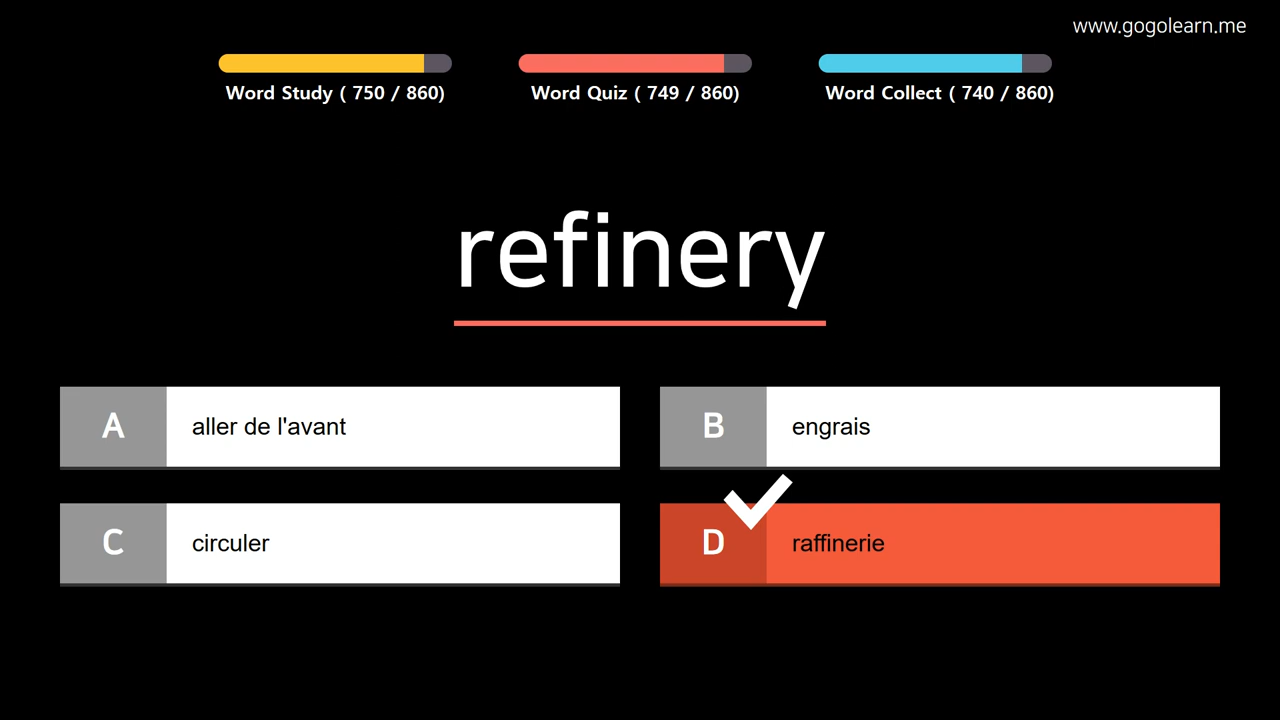 www.gogolearn.me
Word Study ( 750 / 860)
Word Quiz ( 749 / 860)
Word Collect ( 740 / 860)
refinery
A
aller de l'avant
B
engrais
C
circuler
D
raffinerie